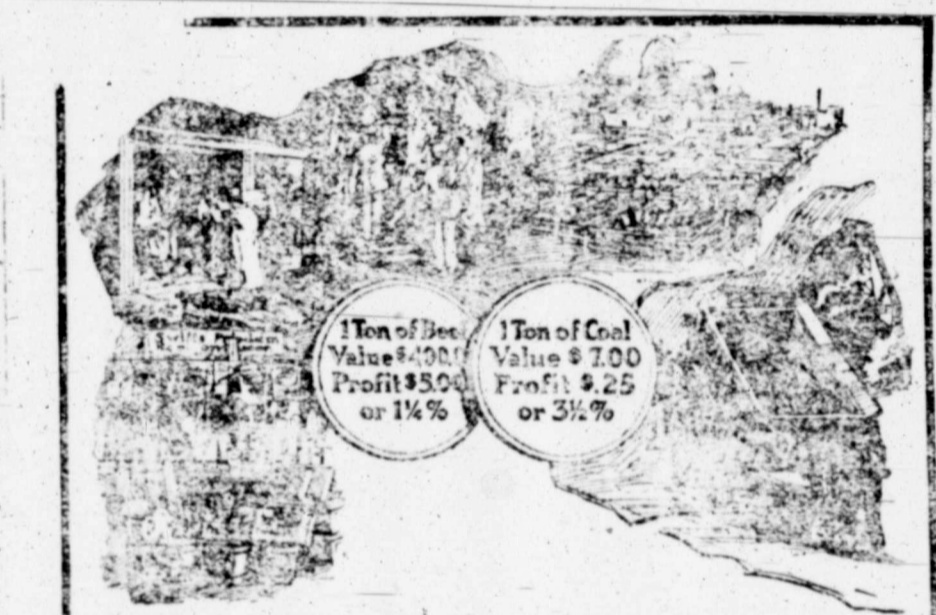 1 Ton of Beef
Value $400.
Profit $5.00
or 1¼%
1 Ton of Coal
Value $7.00
Profit $.25
or 3½%